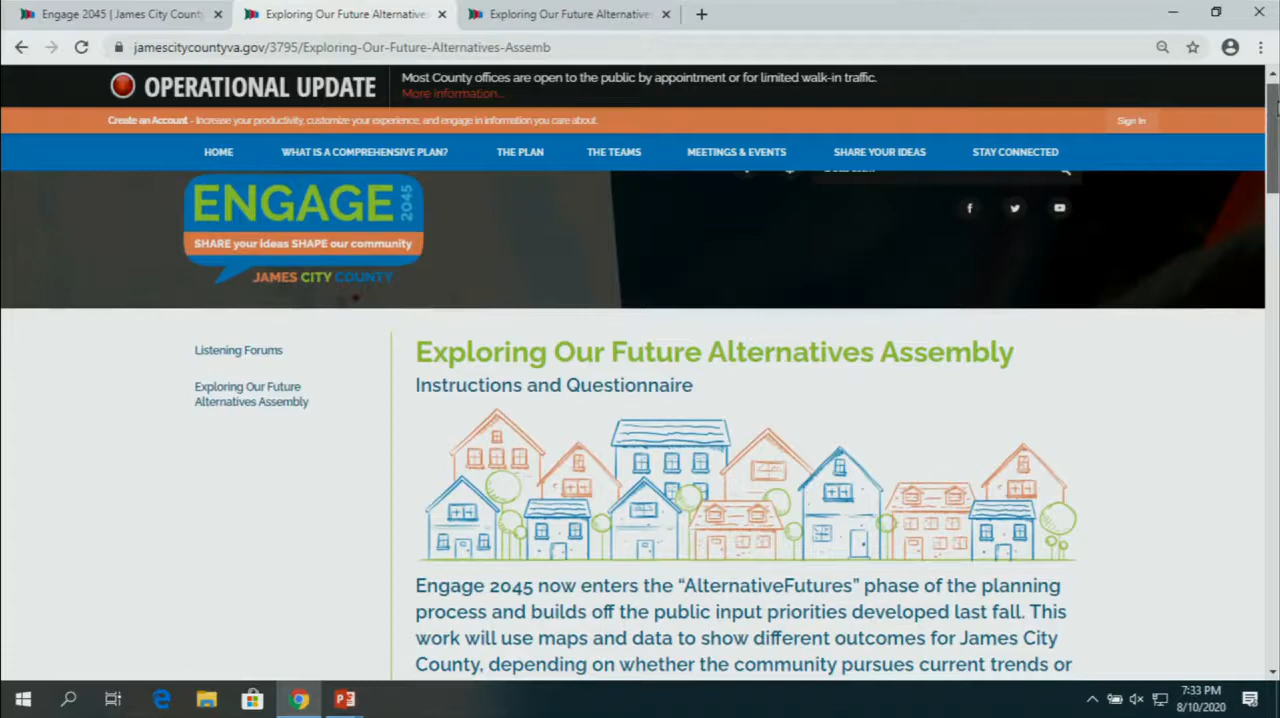 Engage 2045 | James City County
Exploring Our Future Alternative
Exploring Our Future Alternative
jamescitycountyva.gov/3795/Exploring-Our-Future-Alternatives-Assemb
OPERATIONAL UPDATE
Most County offices are open to the public by appointment or for limited walk-in traffic.
More information...
Create an Account - Increase your productivity, customize your experience, and engage in information you care about.
Sign In
HOME
WHAT IS A COMPREHENSIVE PLAN?
THE PLAN
THE TEAMS
MEETINGS & EVENTS
SHARE YOUR IDEAS
STAY CONNECTED
ENGAGE 2045
SHARE your ideas SHAPE our community
JAMES CITY COUNTY
Listening Forums
Exploring Our Future
Alternatives Assembly
Exploring Our Future Alternatives Assembly
Instructions and Questionnaire
Engage 2045 now enters the “AlternativeFutures” phase of the planning
process and builds off the public input priorities developed last fall. This
work will use maps and data to show different outcomes for James City
County, depending on whether the community pursues current trends or
7:33 PM
8/10/2020